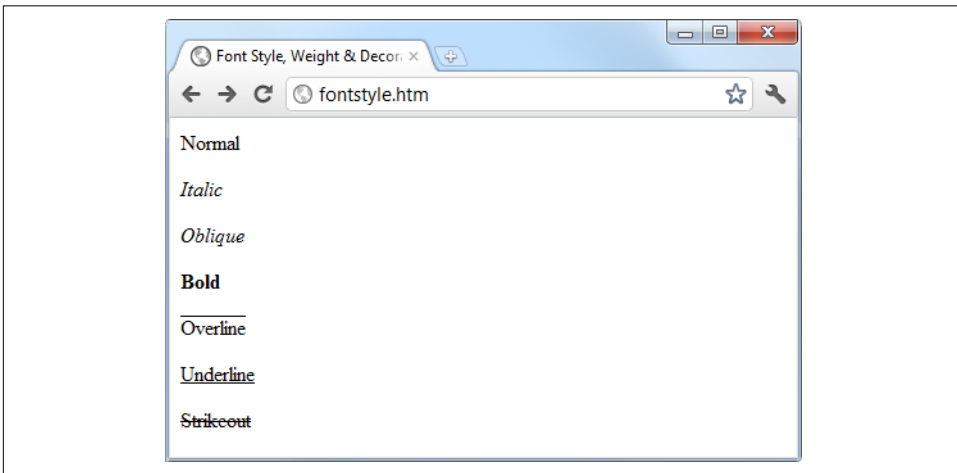 Font Style, Weight & Decor
fontstyle.htm
Normal
Italic
Oblique
Bold
Overline
Underline
Strikeout